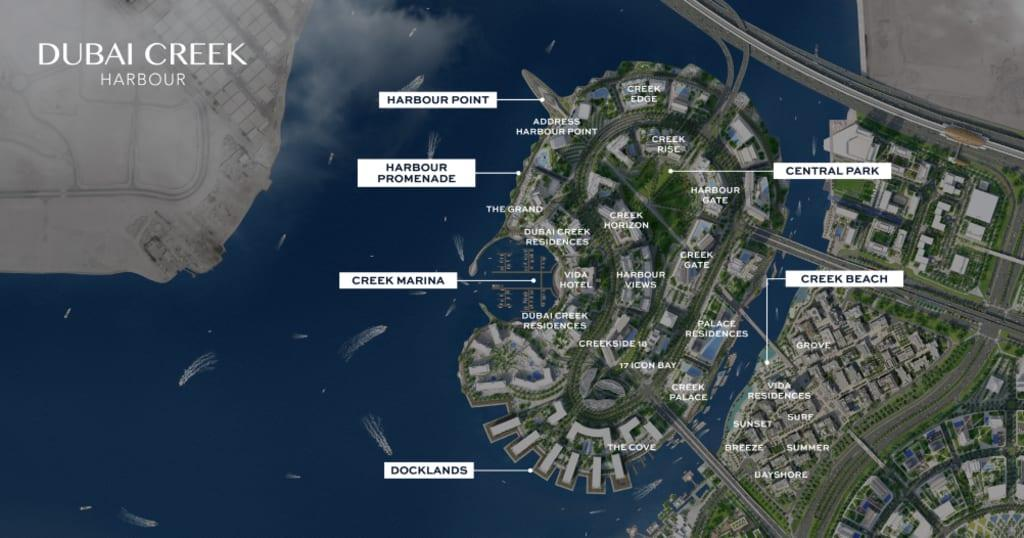 DUBAI CREEK
HARBOUR
HARBOUR POINT
CREEK
EDGE
ADDRESS
HARBOUR POINT
CREEK
RISE
HARBOUR
PROMENADE
CENTRAL PARK
HARBOUR
GATE
THE GRAND
CREEK
HORIZON
DUBAI CREEK
RESIDENCES
CREEK
GATE
CREEK MARINA
VIDA
HOTEL
HARBOUR
VIEWS
CREEK BEACH
DUBAI CREEK
RESIDENCES
PALACE
RESIDENCES
CREEKSIDE 18
GROVE
17 ICON BAY
CREEK
PALACE
VIDA
RESIDENCES
SUNSET
SURF
THE COVE
BREEZE
SUMMER
DOCKLANDS
BAYSHORE